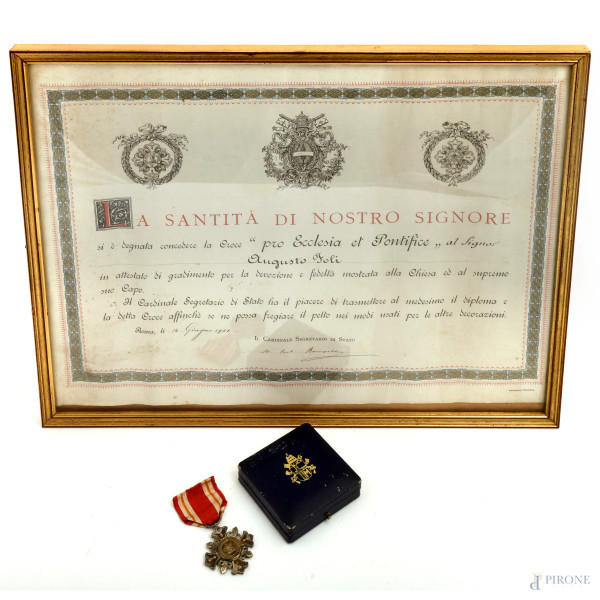 LA SANTITÀ DI NOSTRO SIGNORE
si è degnata concedere la Croce "pro Ecclesia et Pontifice" al Signor
Augusto
in attestato di gradimento per la devozione e fedeltà mostrata alla Chiesa ed al supremo
suo Capo.
Il Cardinale Segretario di Stato ha il piacere di trasmettere al medesimo il diploma e
la detta Croce affinchè se ne possa fregiare il petto nei modi usati per le altre decorazioni.
Roma, li Giugno
IL CARDINALE SEGRETARIO DI STATO
PIRONE